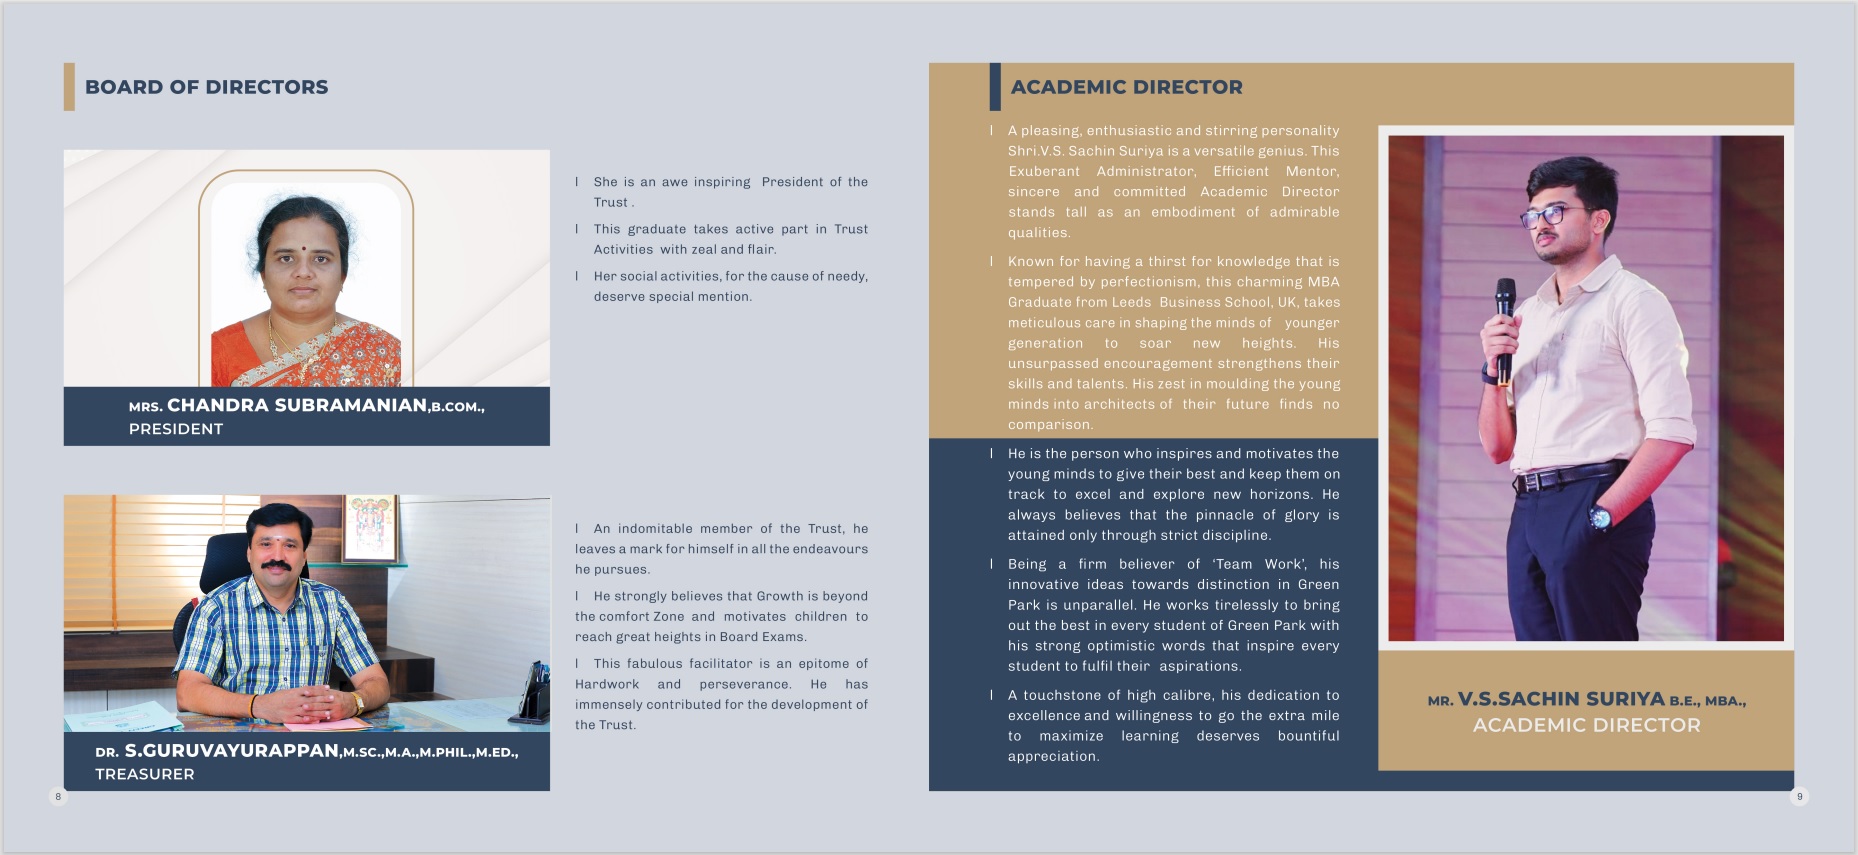 BOARD OF DIRECTORS
l She is an awe inspiring President of the
Trust .
l This graduate takes active part in Trust
Activities with zeal and flair.
l Her social activities, for the cause of needy,
deserve special mention.
MRS. CHANDRA SUBRAMANIAN,B.COM.,
PRESIDENT
l An indomitable member of the Trust, he
leaves a mark for himself in all the endeavours
he pursues.
l He strongly believes that Growth is beyond
the comfort Zone and motivates children to
reach great heights in Board Exams.
l This fabulous facilitator is an epitome of
Hardwork and perseverance. He has
immensely contributed for the development of
the Trust.
DR. S.GURUVAYURAPPAN,M.SC.,M.A.,M.PHIL.,M.ED.,
TREASURER
8
ACADEMIC DIRECTOR
l A pleasing, enthusiastic and stirring personality
Shri.V.S. Sachin Suriya is a versatile genius. This
Exuberant Administrator, Efficient Mentor,
sincere and committed Academic Director
stands tall as an embodiment of admirable
qualities.
l Known for having a thirst for knowledge that is
tempered by perfectionism, this charming MBA
Graduate from Leeds Business School, UK, takes
meticulous care in shaping the minds of younger
generation to soar new heights. His
unsurpassed encouragement strengthens their
skills and talents. His zest in moulding the young
minds into architects of their future finds no
comparison.
l He is the person who inspires and motivates the
young minds to give their best and keep them on
track to excel and explore new horizons. He
always believes that the pinnacle of glory is
attained only through strict discipline.
l Being a firm believer of ‘Team Work’, his
innovative ideas towards distinction in Green
Park is unparallel. He works tirelessly to bring
out the best in every student of Green Park with
his strong optimistic words that inspire every
student to fulfil their aspirations.
l A touchstone of high calibre, his dedication to
excellence and willingness to go the extra mile
to maximize learning deserves bountiful
appreciation.
MR. V.S.SACHIN SURIYA B.E., MBA.,
ACADEMIC DIRECTOR
9